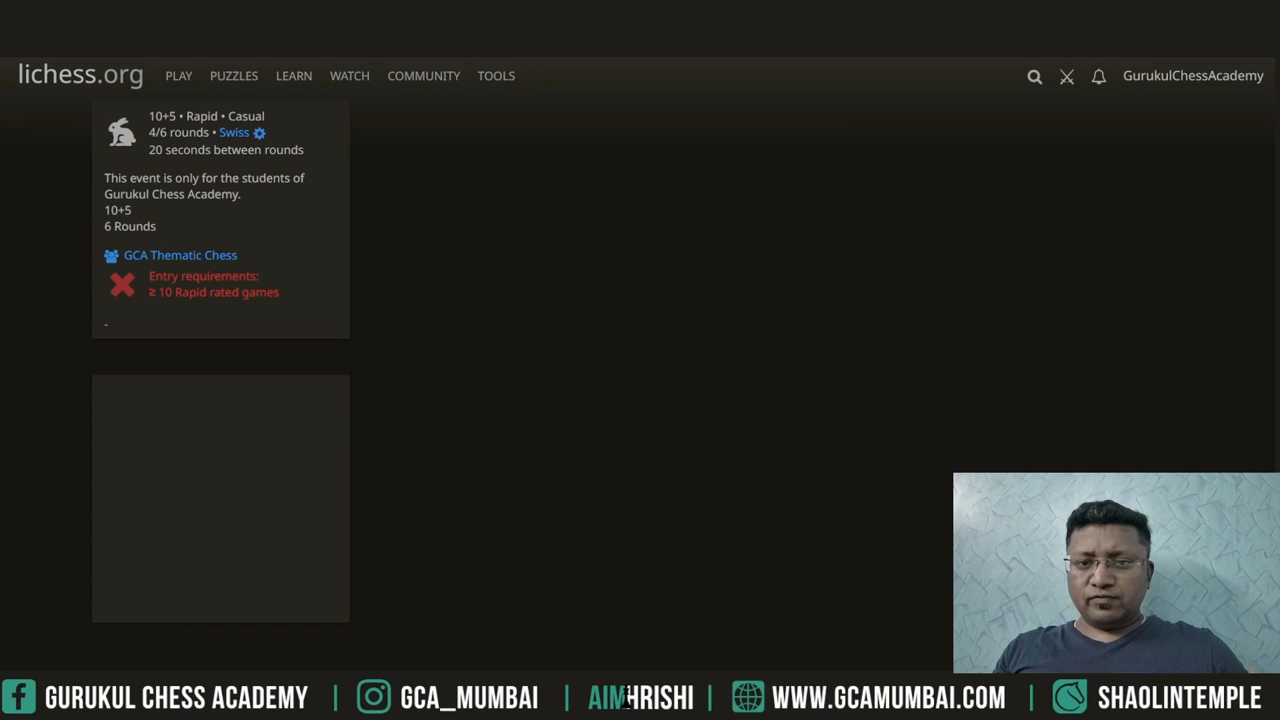 lichess.org PLAY PUZZLES LEARN WATCH COMMUNITY TOOLS GurukulChessAcademy
10+5 • Rapid • Casual
4/6 rounds • Swiss
20 seconds between rounds
This event is only for the students of
Gurukul Chess Academy.
10+5
6 Rounds
GCA Thematic Chess
Entry requirements:
≥ 10 Rapid rated games
-
GURUKUL CHESS ACADEMY | GCA_MUMBAI | AIMHRISHI | WWW.GCAMUMBAI.COM | SHAOLINTEMPLE